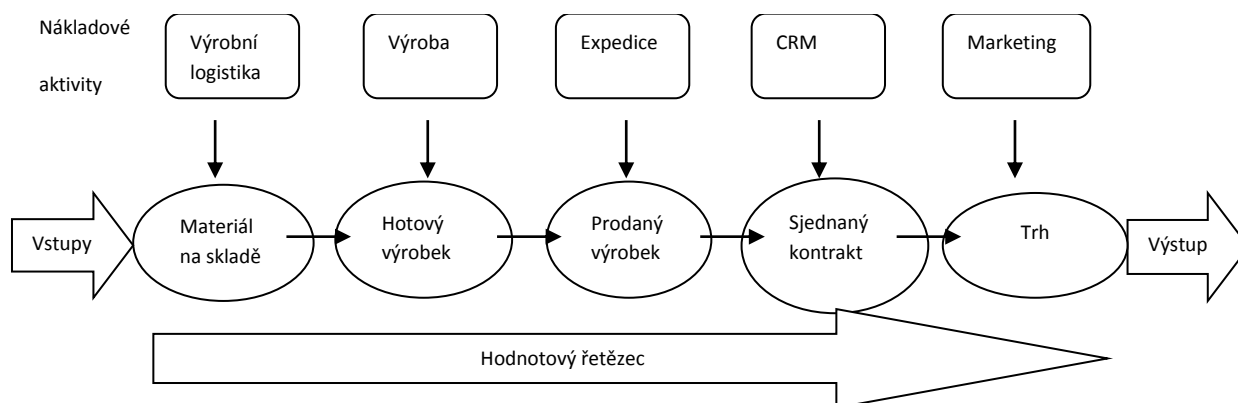 Nákladové
aktivity
Výrobní
logistika
Výroba
Expedice
CRM
Marketing
Vstupy
Materiál
na skladě
Hotový
výrobek
Prodaný
výrobek
Sjednaný
kontrakt
Trh
Výstup
Hodnotový řetězec